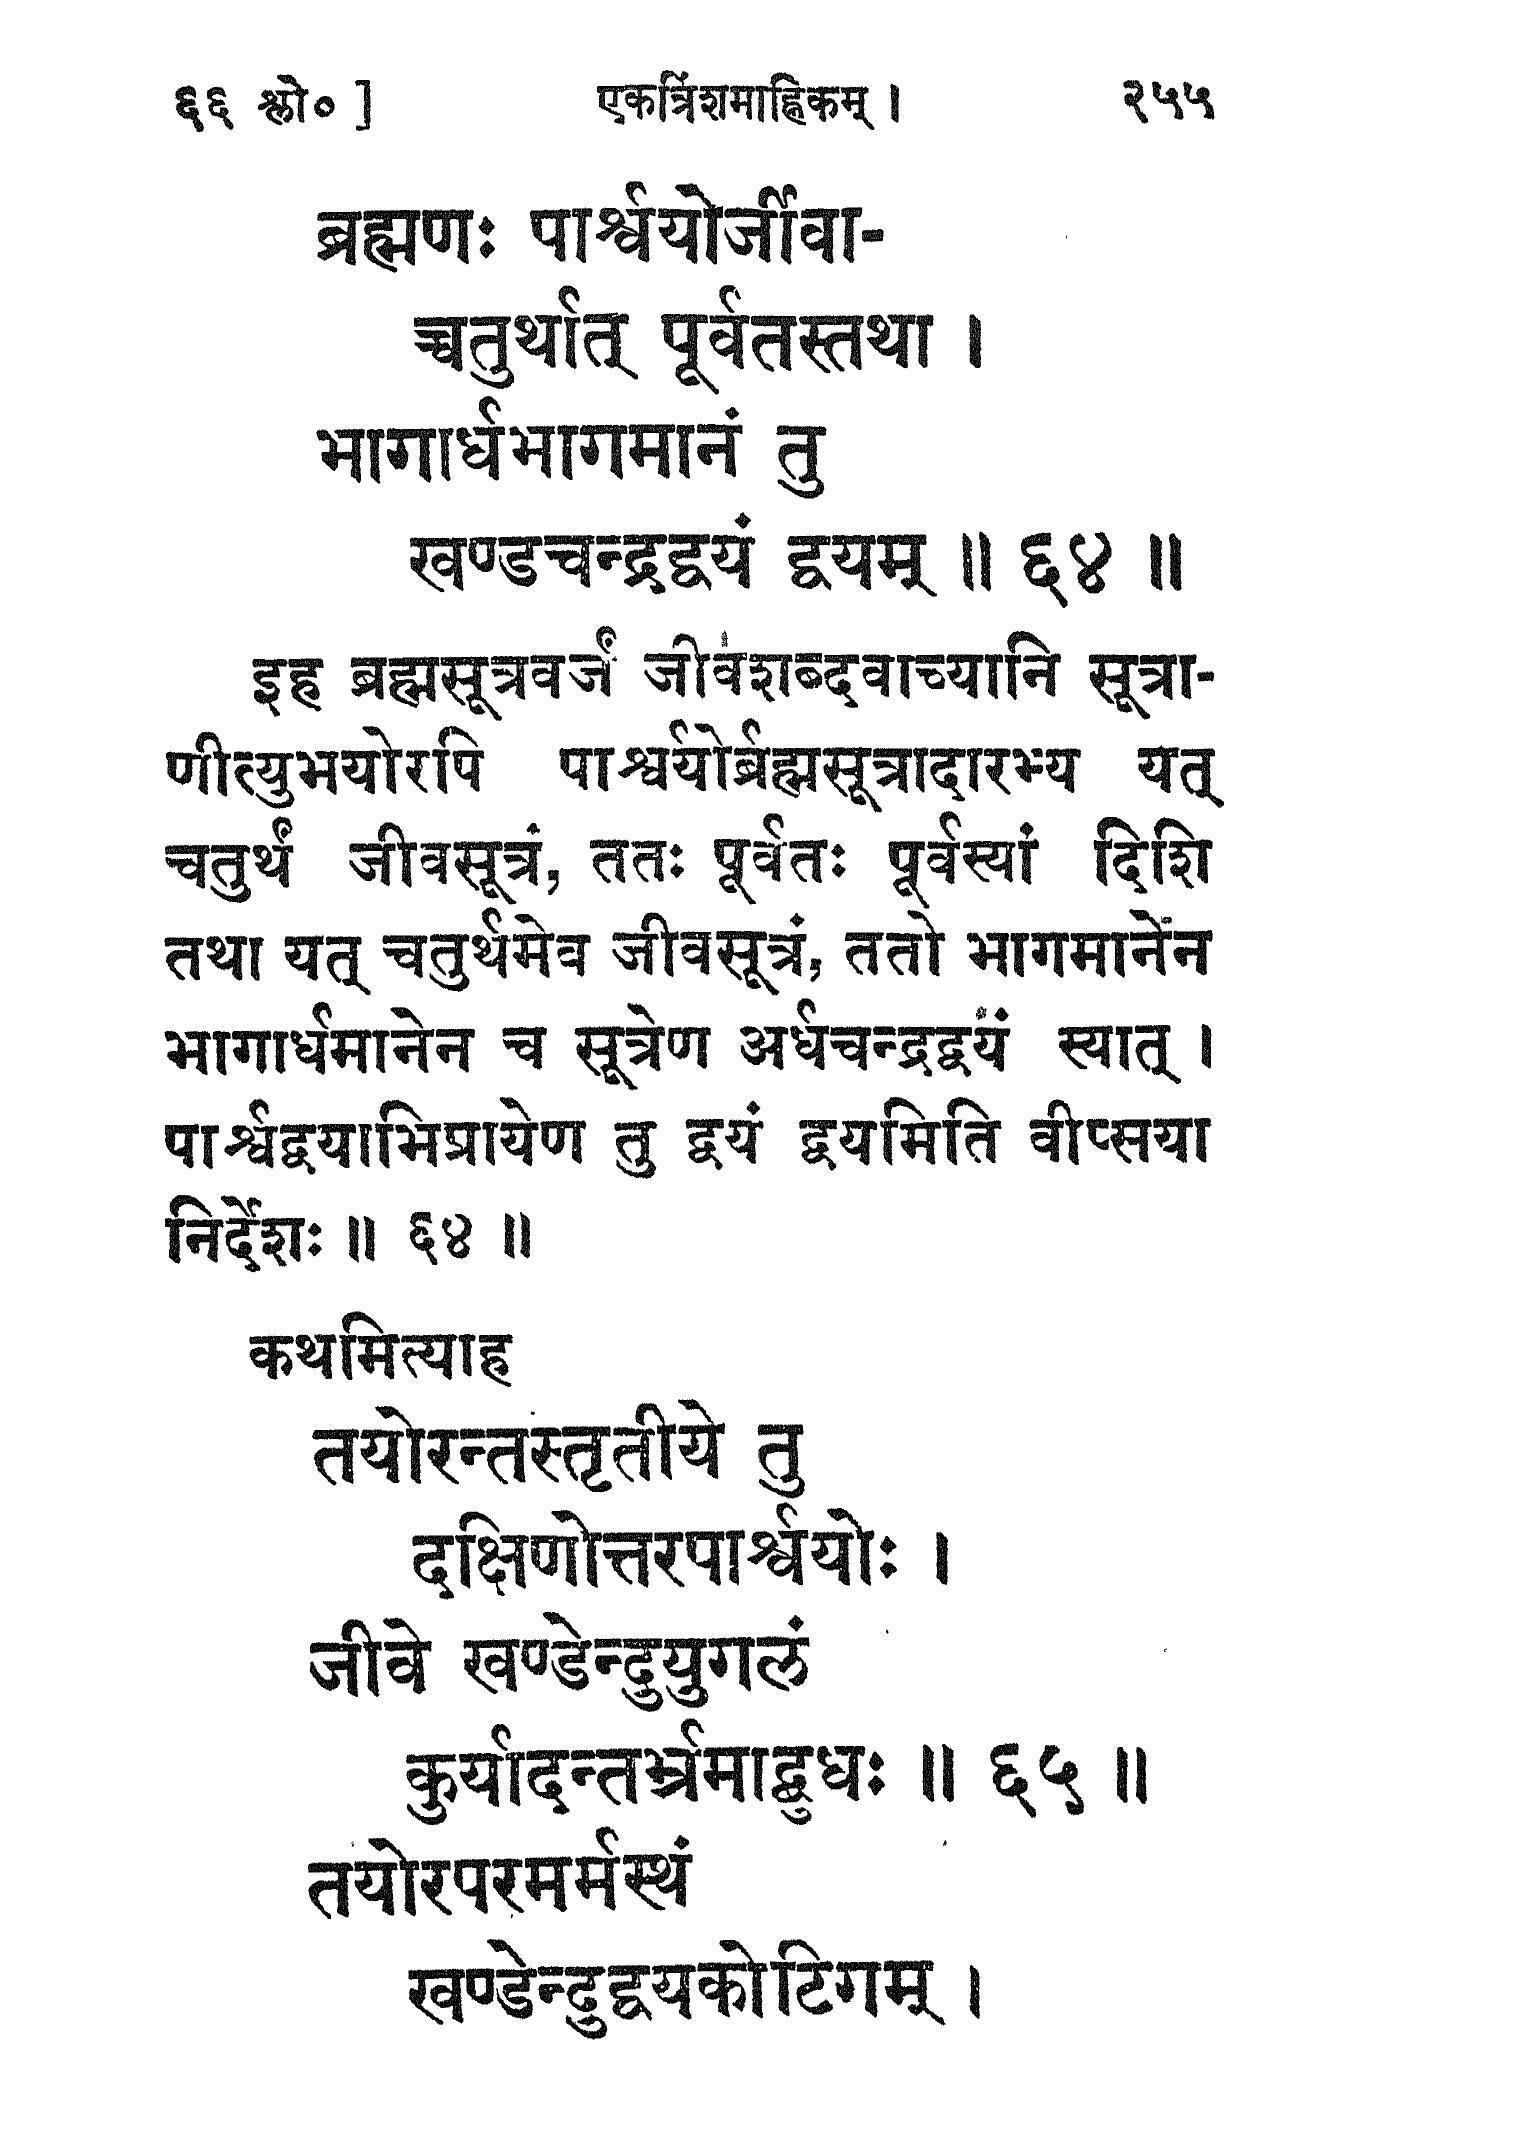 ६६ श्लो० ] एकत्रिंशमाह्निकम् । २५५
ब्रह्मणः पार्श्वयोर्जीवा-
च्चतुर्थात् पूर्वतस्तथा ।
भागार्धभागमानं तु
खण्डचन्द्रद्वयं द्वयम् ॥ ६४ ॥
इह ब्रह्मसूत्रवर्जं जीवशब्दवाच्यानि सूत्रा-
णीत्युभयोरपि पार्श्वयोर्ब्रह्मसूत्रादारभ्य यत्
चतुर्थं जीवसूत्रं, ततः पूर्वतः पूर्वस्यां दिशि
तथा यत् चतुर्थमेव जीवसूत्रं, ततो भागमानेन
भागार्धमानेन च सूत्रेण अर्धचन्द्रद्वयं स्यात् ।
पार्श्वद्वयाभिप्रायेण तु द्वयं द्वयमिति वीप्सया
निर्देशः ॥ ६४ ॥
कथमित्याह
तयोरन्तस्तृतीये तु
दक्षिणोत्तरपार्श्वयोः ।
जीवे खण्डेन्दुयुगलं
कुर्यादन्तर्भ्रमाद्बुधः ॥ ६५ ॥
तयोरपरमर्मस्थं
खण्डेन्दुद्वयकोटिगम् ।